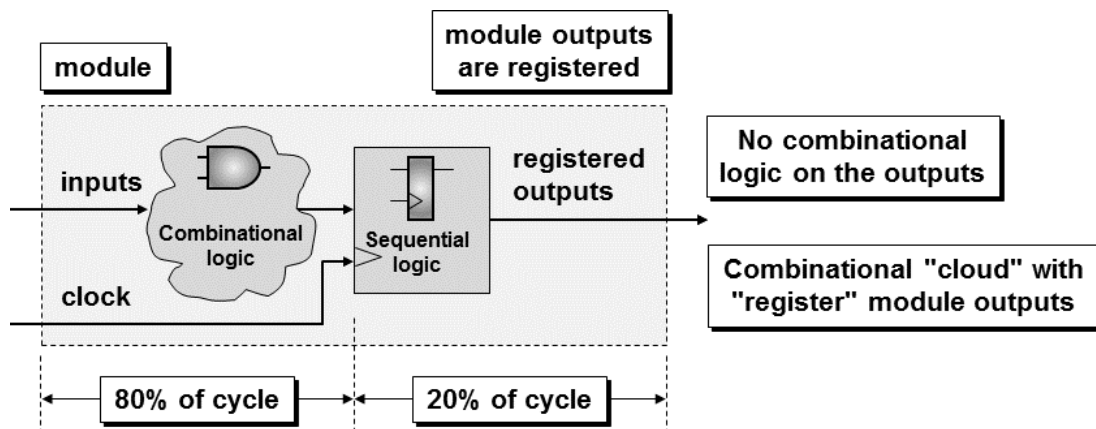 module
module outputs
are registered
inputs
Combinational
logic
clock
Sequential
logic
registered
outputs
No combinational
logic on the outputs
Combinational "cloud" with
"register" module outputs
80% of cycle
20% of cycle